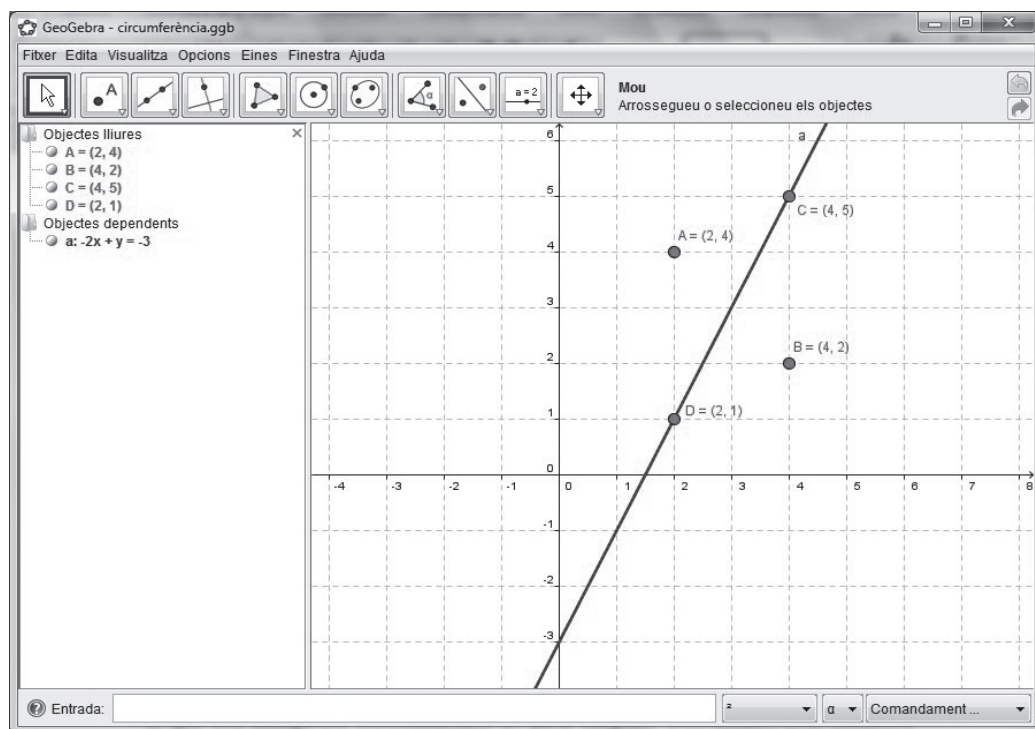 GeoGebra - circumferència.ggb
Fitxer Edita Visualitza Opcions Eines Finestra Ajuda
A
α
a = 2
Mou
Arrossegueu o seleccioneu els objectes
Objectes lliures
A = (2, 4)
B = (4, 2)
C = (4, 5)
D = (2, 1)
Objectes dependents
a: -2x + y = -3
6
a
5
C = (4, 5)
A = (2, 4)
4
3
B = (4, 2)
2
D = (2, 1)
1
0
-4 -3 -2 -1 0 1 2 3 4 5 6 7 8
-1
-2
-3
Entrada:
²
α
Comandament ...